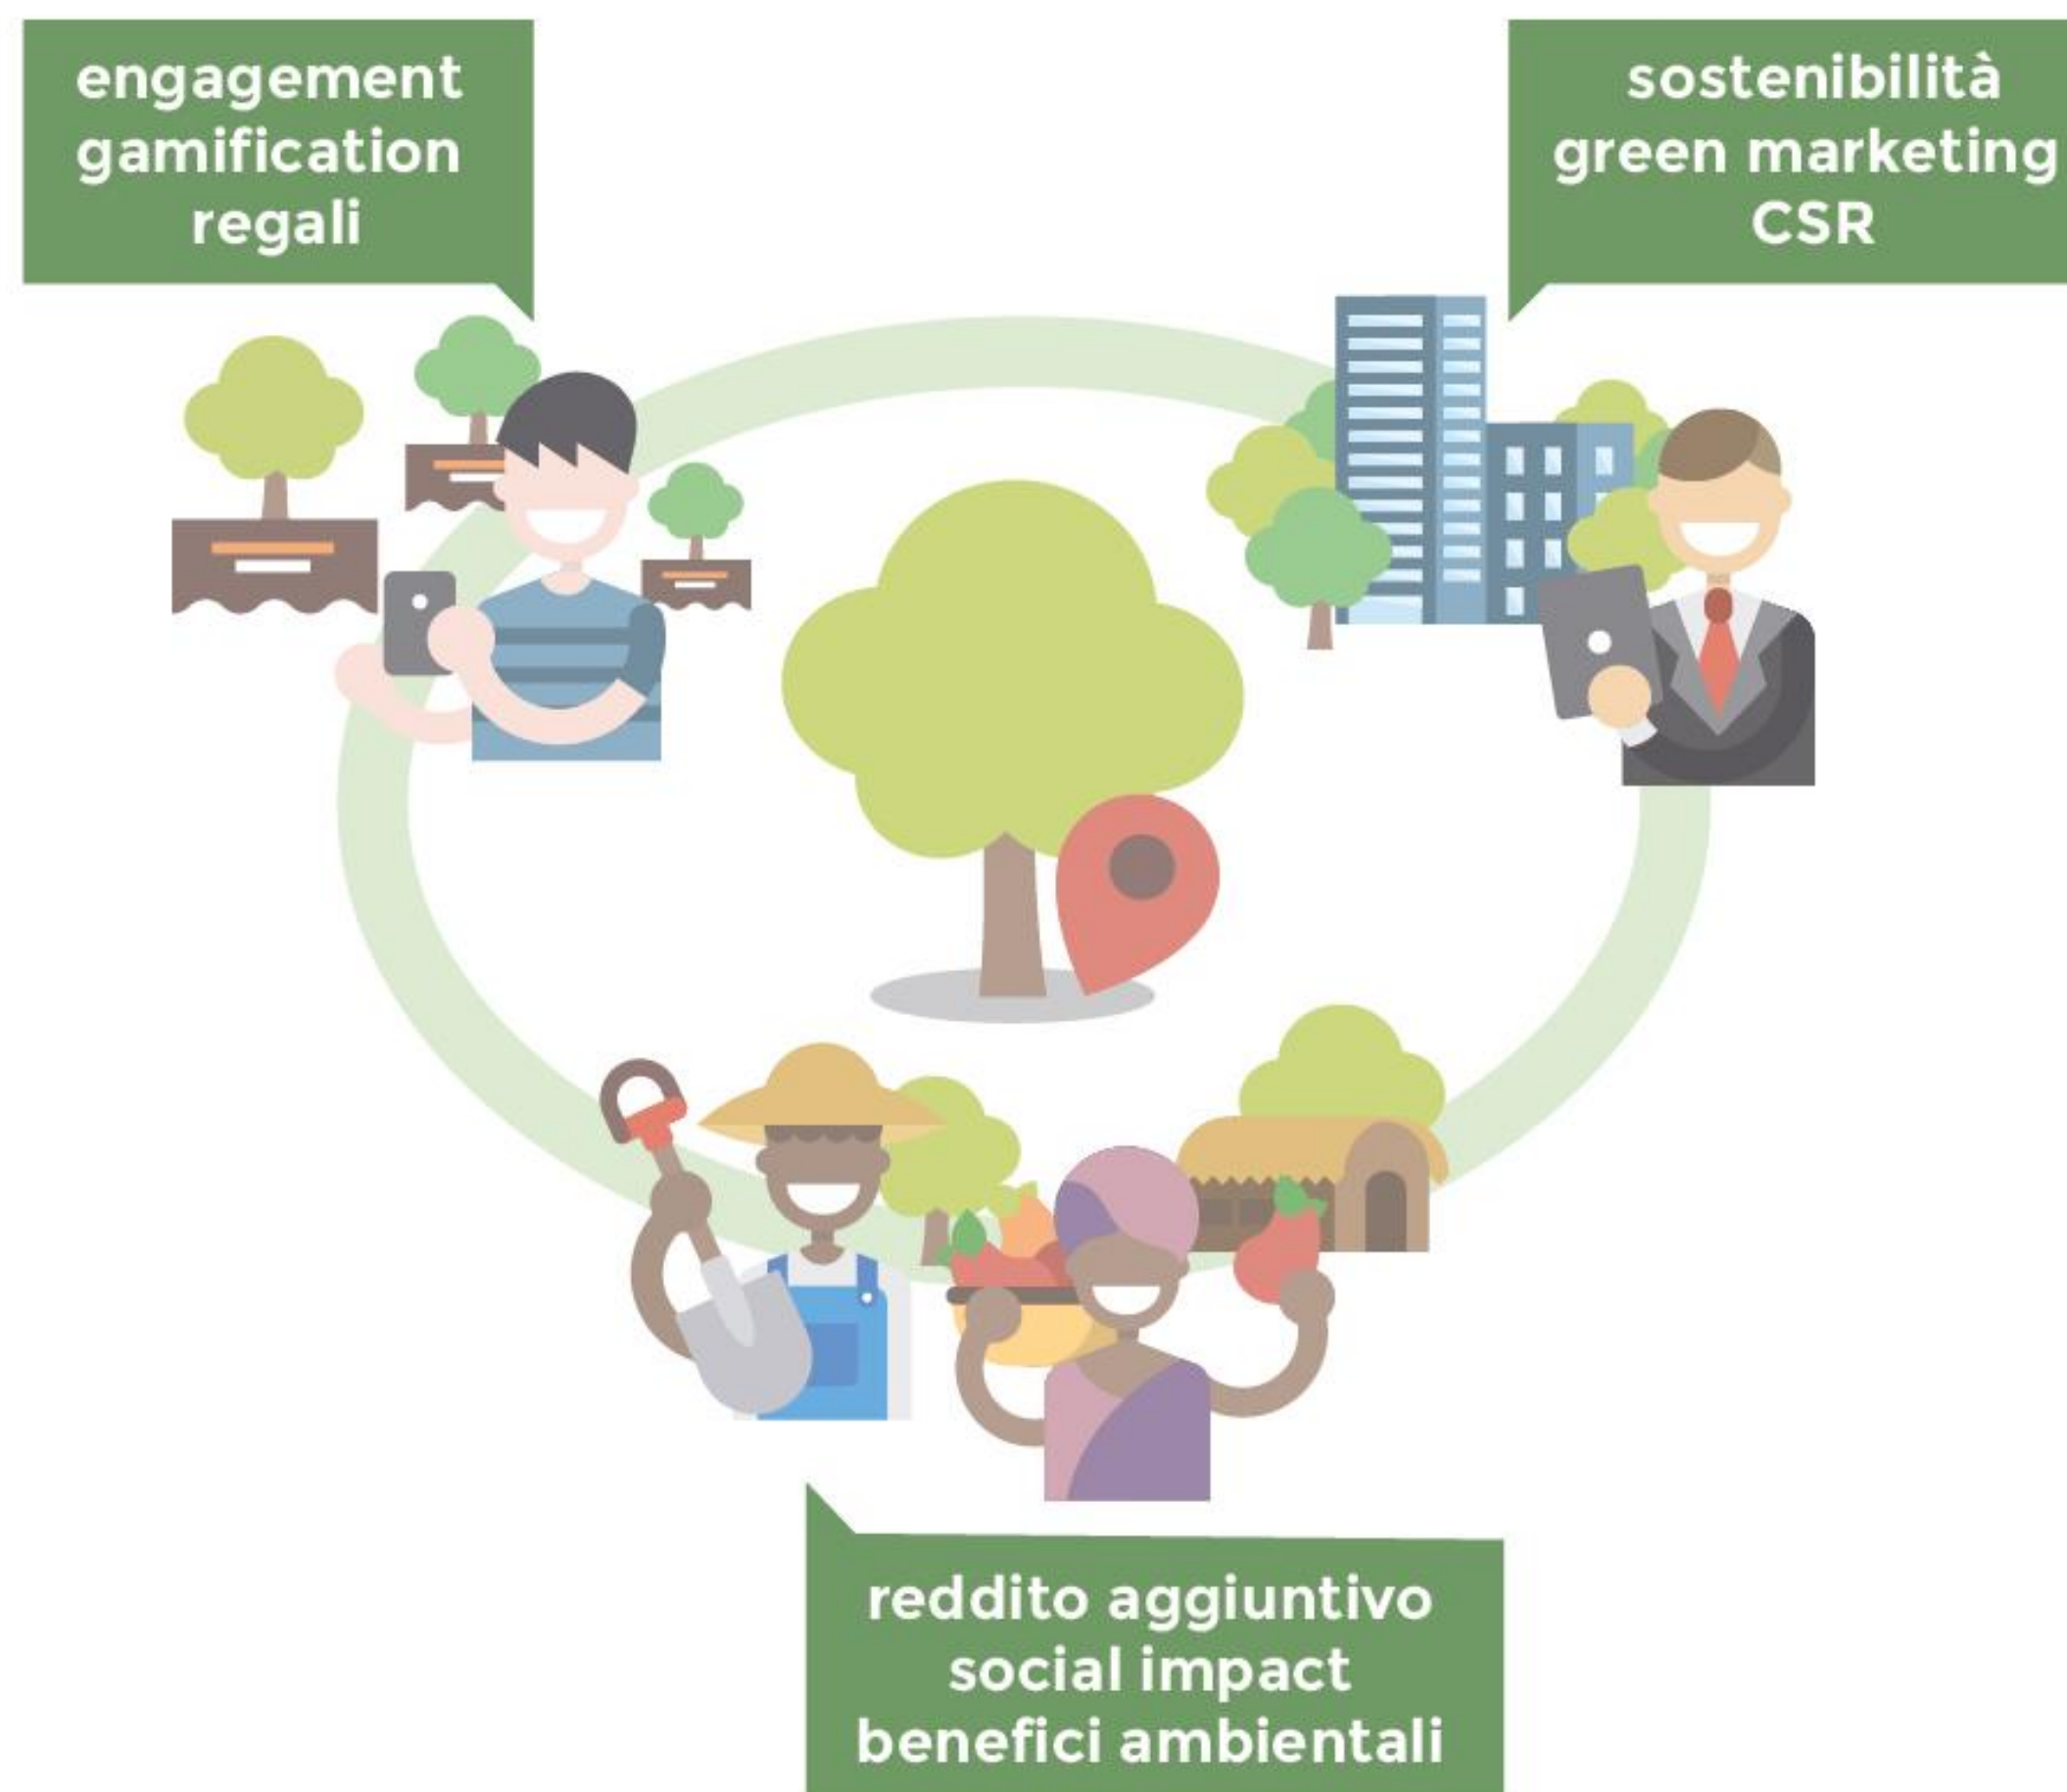 engagement
gamification
regali
sostenibilità
green marketing
CSR
reddito aggiuntivo
social impact
benefici ambientali